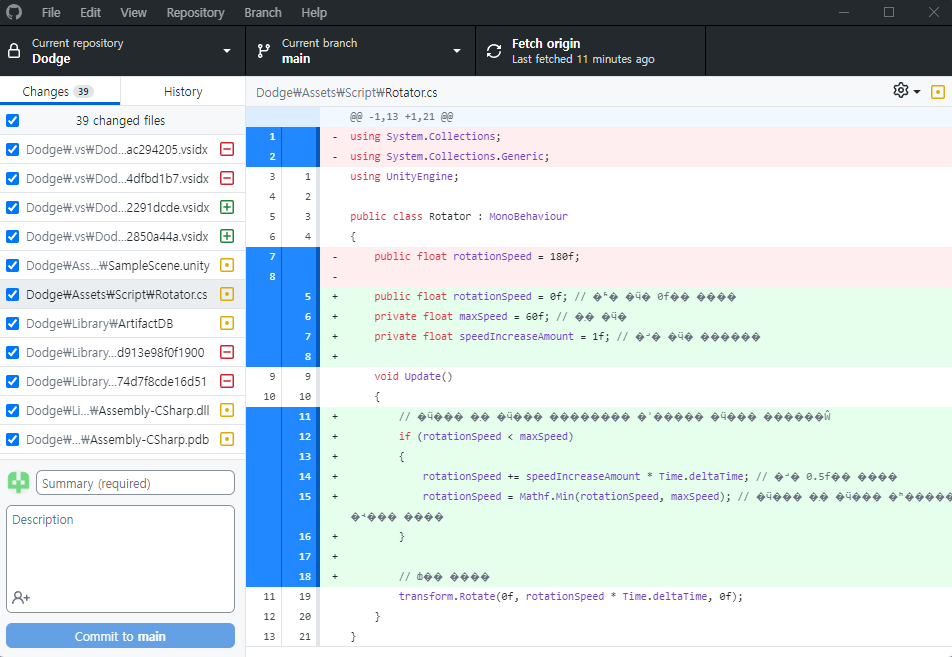 File Edit View Repository Branch Help
Current repository
Dodge
Current branch
main
Fetch origin
Last fetched 11 minutes ago
Changes 39
History
Dodge₩Assets₩Script₩Rotator.cs
39 changed files
Dodge₩.vs₩Dod...ac294205.vsidx
Dodge₩.vs₩Dod...4dfbd1b7.vsidx
Dodge₩.vs₩Dod...2291dcde.vsidx
Dodge₩.vs₩Dod...2850a44a.vsidx
Dodge₩Ass...₩SampleScene.unity
Dodge₩Assets₩Script₩Rotator.cs
Dodge₩Library₩ArtifactDB
Dodge₩Library...d913e98f0f1900
Dodge₩Library...74d7f8cde16d51
Dodge₩Li...₩Assembly-CSharp.dll
Dodge₩...₩Assembly-CSharp.pdb
Summary (required)
Description
Commit to main
@@ -1,13 +1,21 @@
1 - using System.Collections;
2 - using System.Collections.Generic;
3 1 using UnityEngine;
4 2
5 3 public class Rotator : MonoBehaviour
6 4 {
7 - public float rotationSpeed = 180f;
8 -
5 + public float rotationSpeed = 0f; // 0f
6 + private float maxSpeed = 60f; //
7 + private float speedIncreaseAmount = 1f; //
8 +
9 9 void Update()
10 10 {
11 + //
12 + if (rotationSpeed < maxSpeed)
13 + {
14 + rotationSpeed += speedIncreaseAmount * Time.deltaTime; // 0.5f
15 + rotationSpeed = Mathf.Min(rotationSpeed, maxSpeed); //
16 + }
17 +
18 + //
11 19 transform.Rotate(0f, rotationSpeed * Time.deltaTime, 0f);
12 20 }
13 21 }